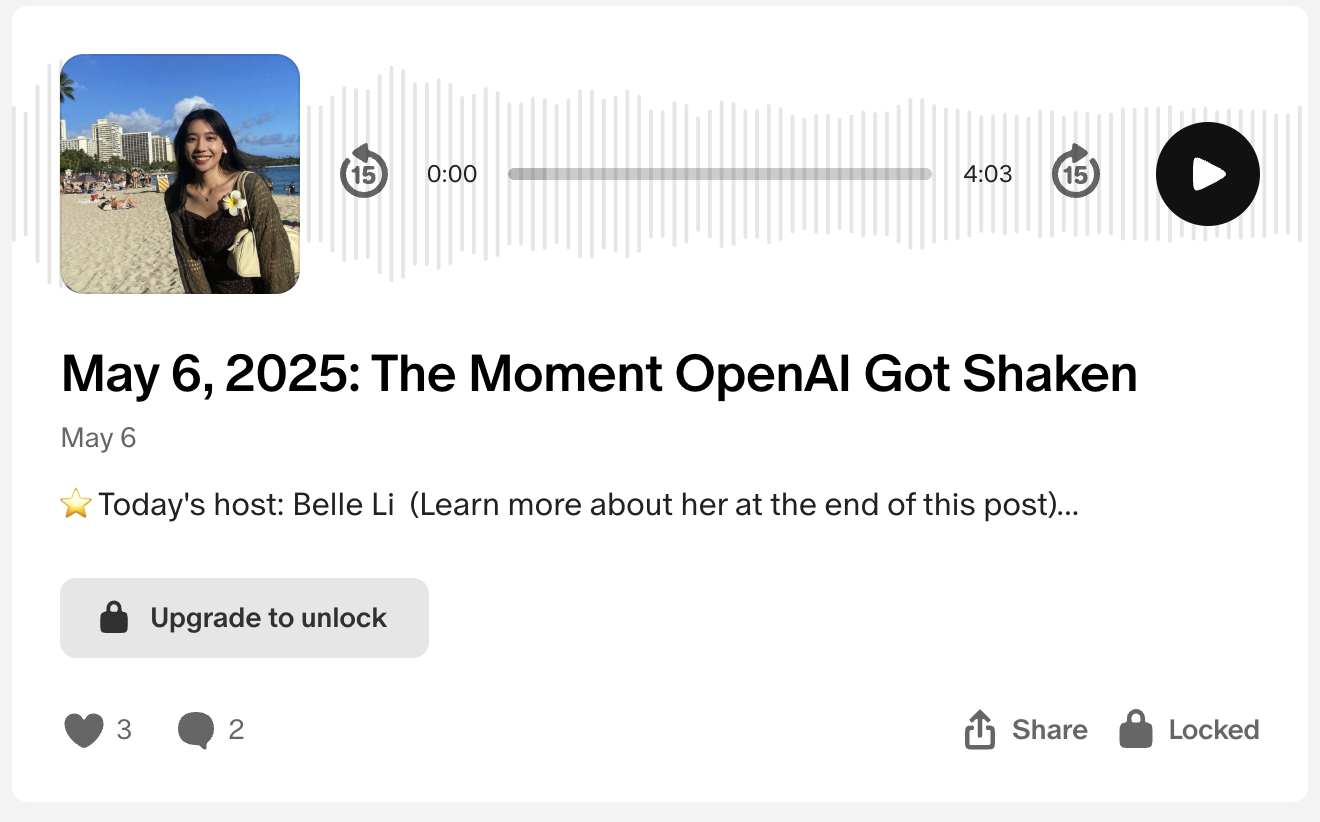 15 0:00 4:03 15
May 6, 2025: The Moment OpenAI Got Shaken
May 6
⭐ Today's host: Belle Li (Learn more about her at the end of this post)...
Upgrade to unlock
3 2 Share Locked